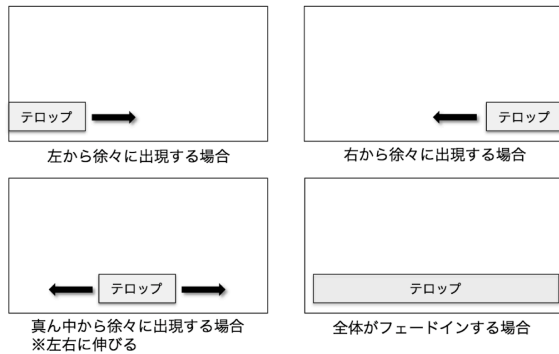 テロップ
左から徐々に出現する場合
テロップ
右から徐々に出現する場合
テロップ
真ん中から徐々に出現する場合
※左右に伸びる
テロップ
全体がフェードインする場合